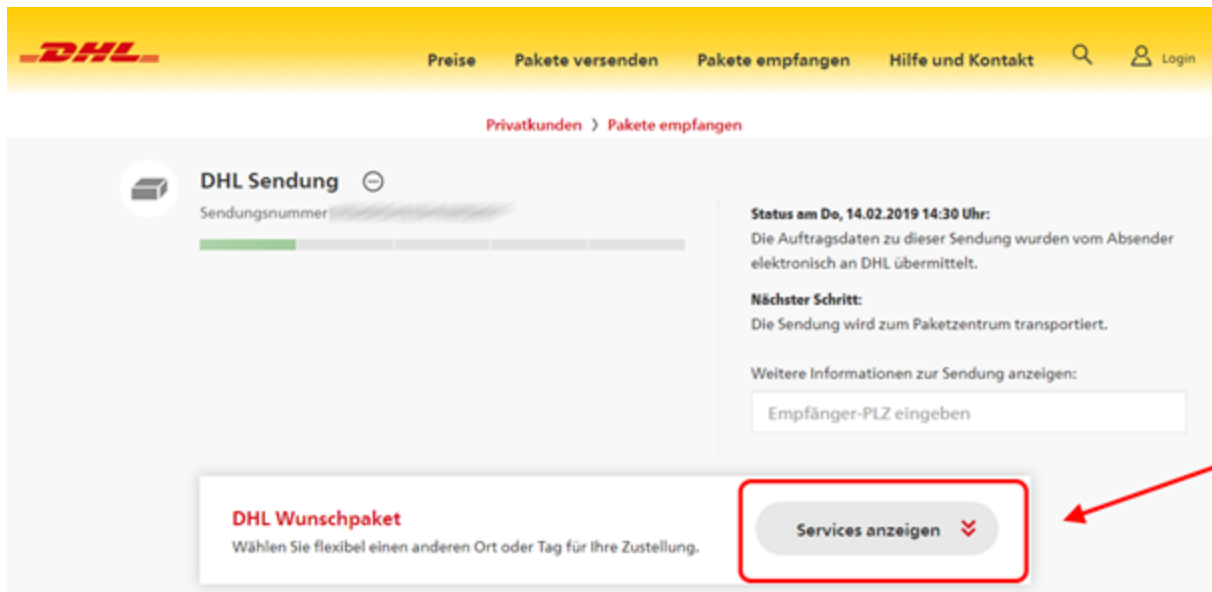 DHL
Preise Pakete versenden Pakete empfangen Hilfe und Kontakt Login
Privatkunden > Pakete empfangen
DHL Sendung
Sendungsnummer
Status am Do, 14.02.2019 14:30 Uhr:
Die Auftragsdaten zu dieser Sendung wurden vom Absender
elektronisch an DHL übermittelt.
Nächster Schritt:
Die Sendung wird zum Paketzentrum transportiert.
Weitere Informationen zur Sendung anzeigen:
Empfänger-PLZ eingeben
DHL Wunschpaket
Wählen Sie flexibel einen anderen Ort oder Tag für Ihre Zustellung.
Services anzeigen